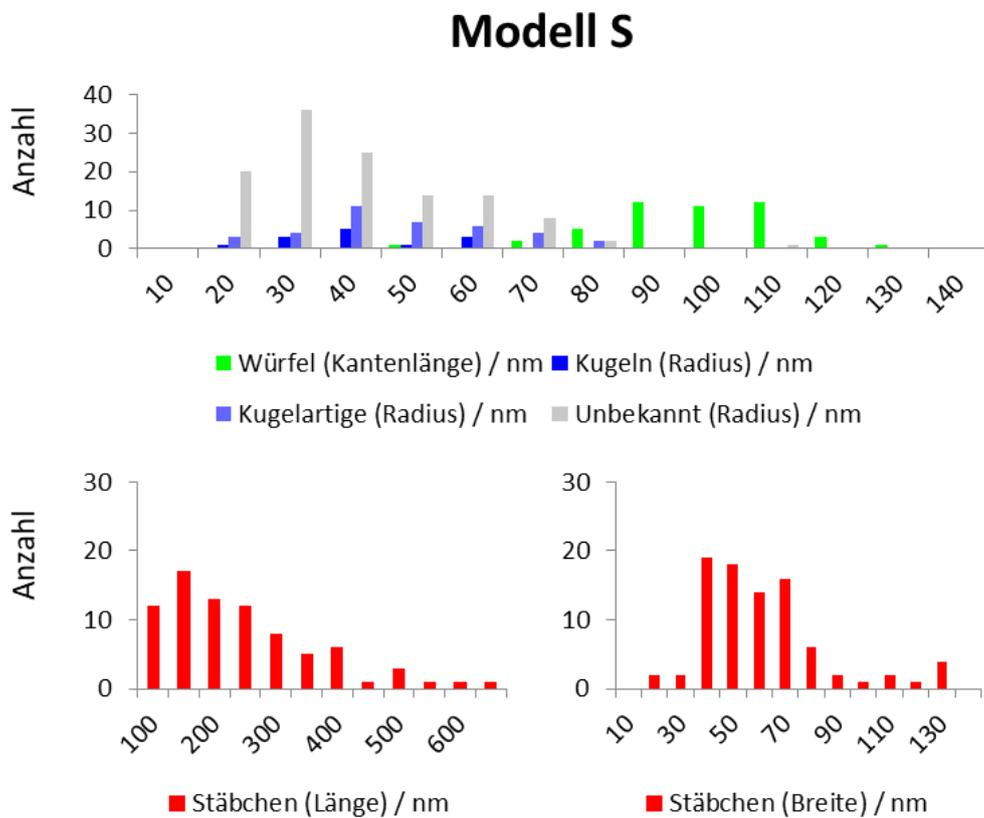 Modell S
Anzahl
40
30
20
10
0
10 20 30 40 50 60 70 80 90 100 110 120 130 140
Würfel (Kantenlänge) / nm Kugeln (Radius) / nm
Kugelartige (Radius) / nm Unbekannt (Radius) / nm
Anzahl
30
20
10
0
100 200 300 400 500 600
Stäbchen (Länge) / nm
30
20
10
0
10 30 50 70 90 110 130
Stäbchen (Breite) / nm